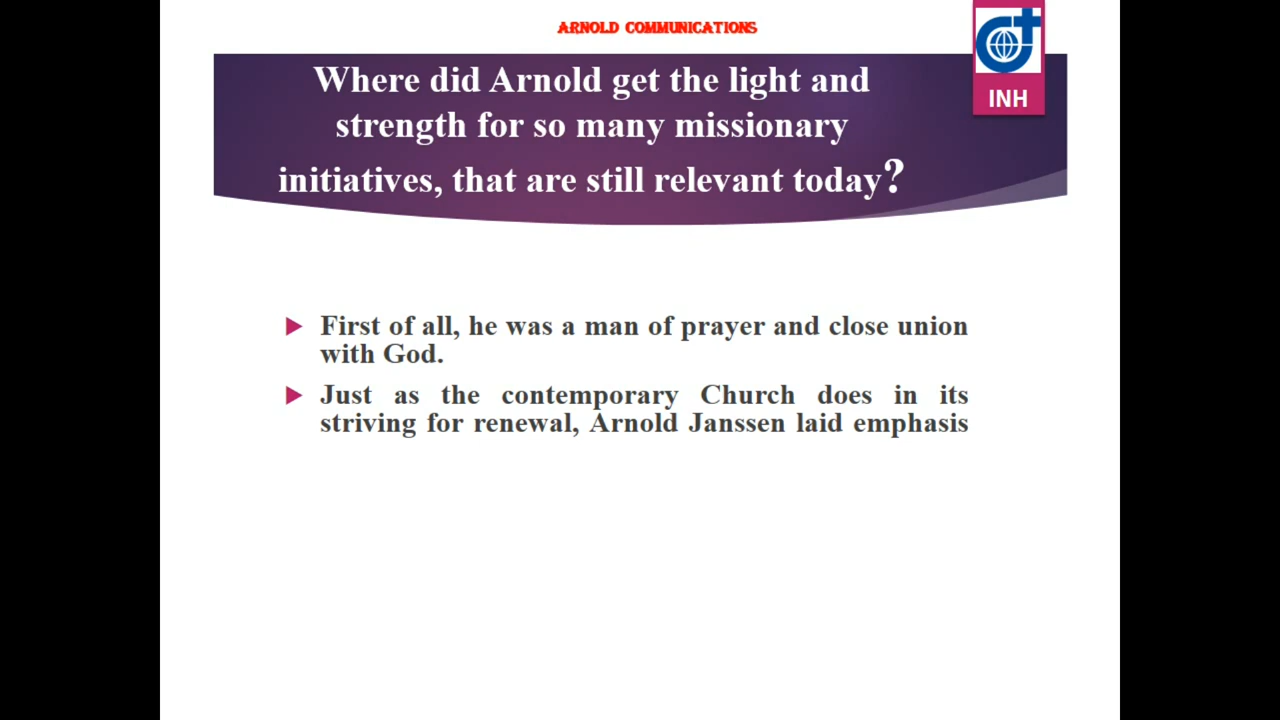 ARNOLD COMMUNICATIONS
INH
Where did Arnold get the light and
strength for so many missionary
initiatives, that are still relevant today?
First of all, he was a man of prayer and close union
with God.
Just as the contemporary Church does in its
striving for renewal, Arnold Janssen laid emphasis